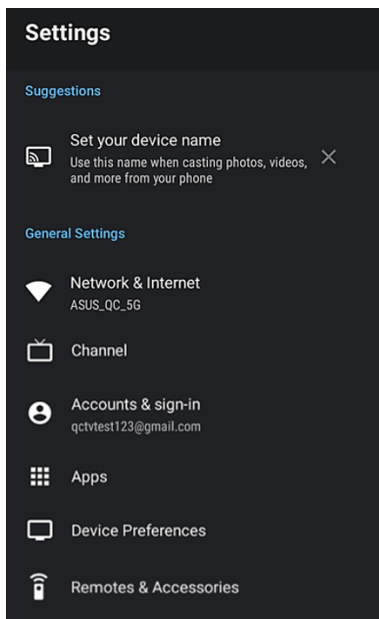 Settings
Suggestions
Set your device name
Use this name when casting photos, videos,
and more from your phone
General Settings
Network & Internet
ASUS_QC_5G
Channel
Accounts & sign-in
qctvtest123@gmail.com
Apps
Device Preferences
Remotes & Accessories